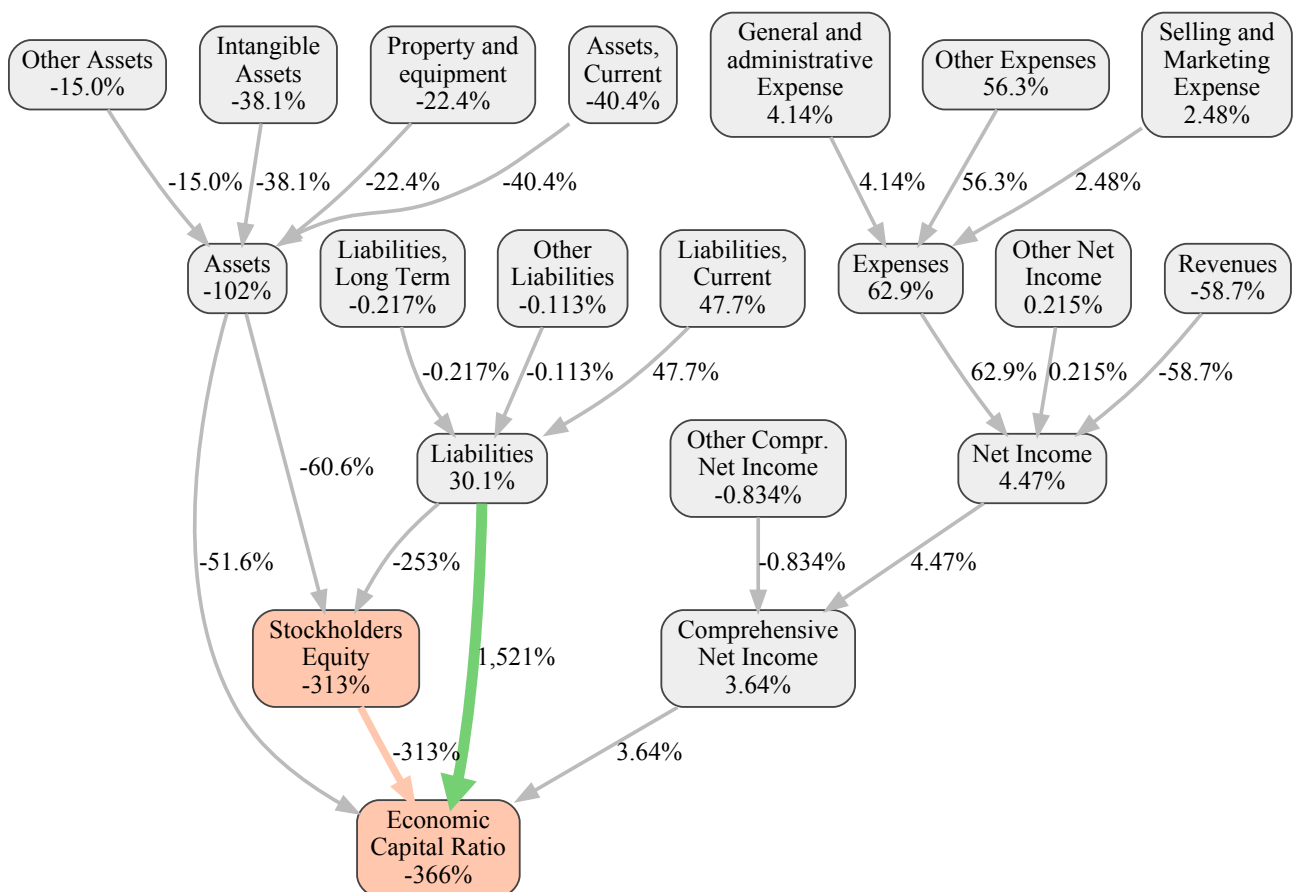 Other Assets
-15.0%
Intangible
Assets
-38.1%
Property and
equipment
-22.4%
Assets,
Current
-40.4%
General and
administrative
Expense
4.14%
Other Expenses
56.3%
Selling and
Marketing
Expense
2.48%
-15.0%
-38.1%
-22.4%
-40.4%
4.14%
56.3%
2.48%
Assets
-102%
Liabilities,
Long Term
-0.217%
Other
Liabilities
-0.113%
Liabilities,
Current
47.7%
Expenses
62.9%
Other Net
Income
0.215%
Revenues
-58.7%
-0.217%
-0.113%
47.7%
62.9%
0.215%
-58.7%
-60.6%
Liabilities
30.1%
Other Compr.
Net Income
-0.834%
Net Income
4.47%
-51.6%
-253%
-0.834%
4.47%
Stockholders
Equity
-313%
1,521%
Comprehensive
Net Income
3.64%
-313%
3.64%
Economic
Capital Ratio
-366%